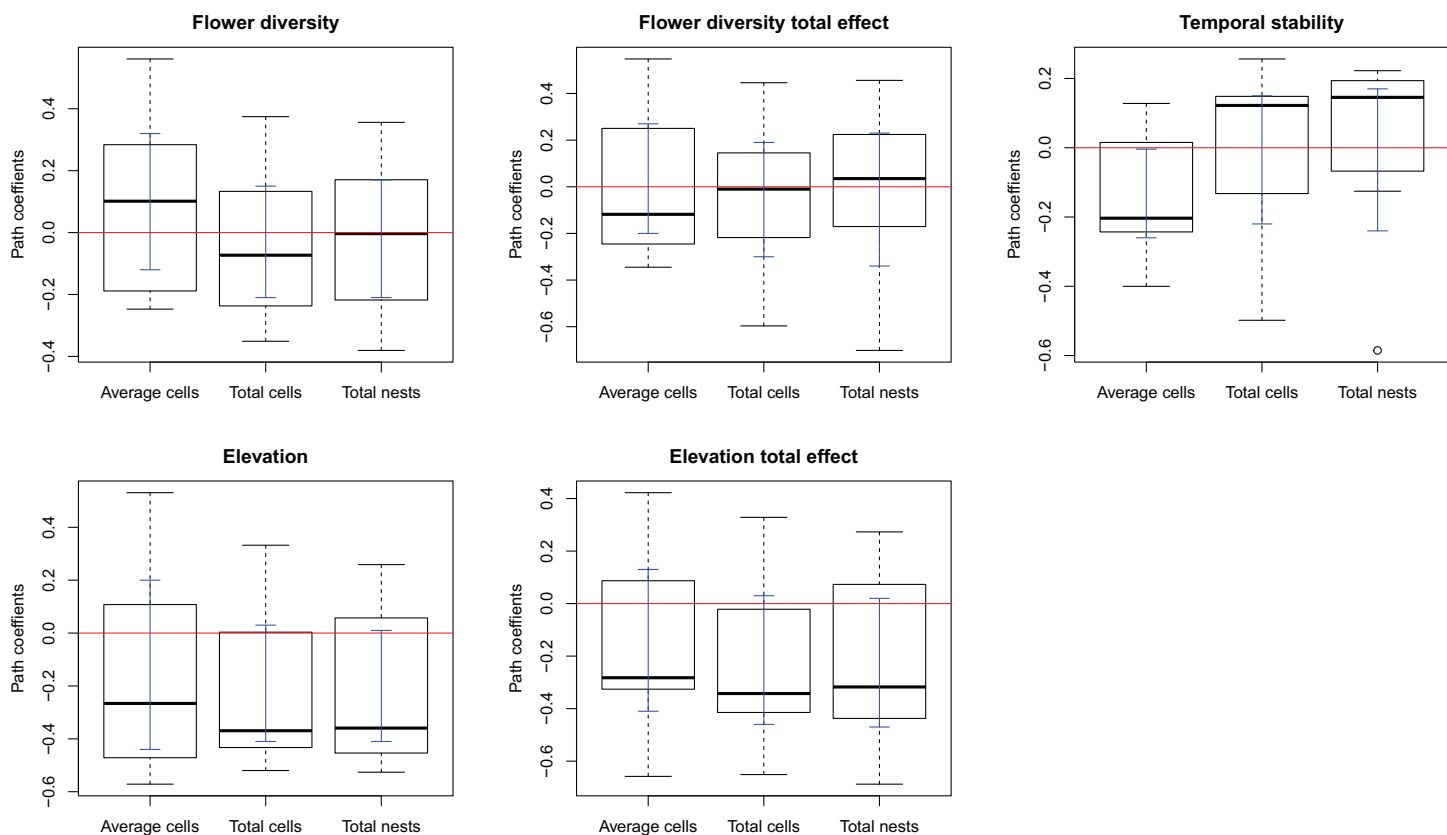 Flower diversity
Flower diversity total effect
Temporal stability
Path coeffients
0.4
0.2
0.0
−0.2
−0.4
Average cells Total cells Total nests
Path coeffients
0.4
0.2
0.0
−0.2
−0.4
−0.6
Average cells Total cells Total nests
Path coeffients
0.2
0.0
−0.2
−0.4
−0.6
Average cells Total cells Total nests
Elevation
Elevation total effect
Path coeffients
0.4
0.2
0.0
−0.2
−0.4
−0.6
Average cells Total cells Total nests
Path coeffients
0.4
0.2
0.0
−0.2
−0.4
−0.6
Average cells Total cells Total nests